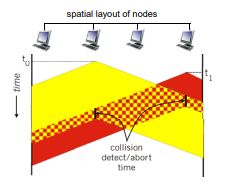 spatial layout of nodes
t0
t1
time
collision
detect/abort
time